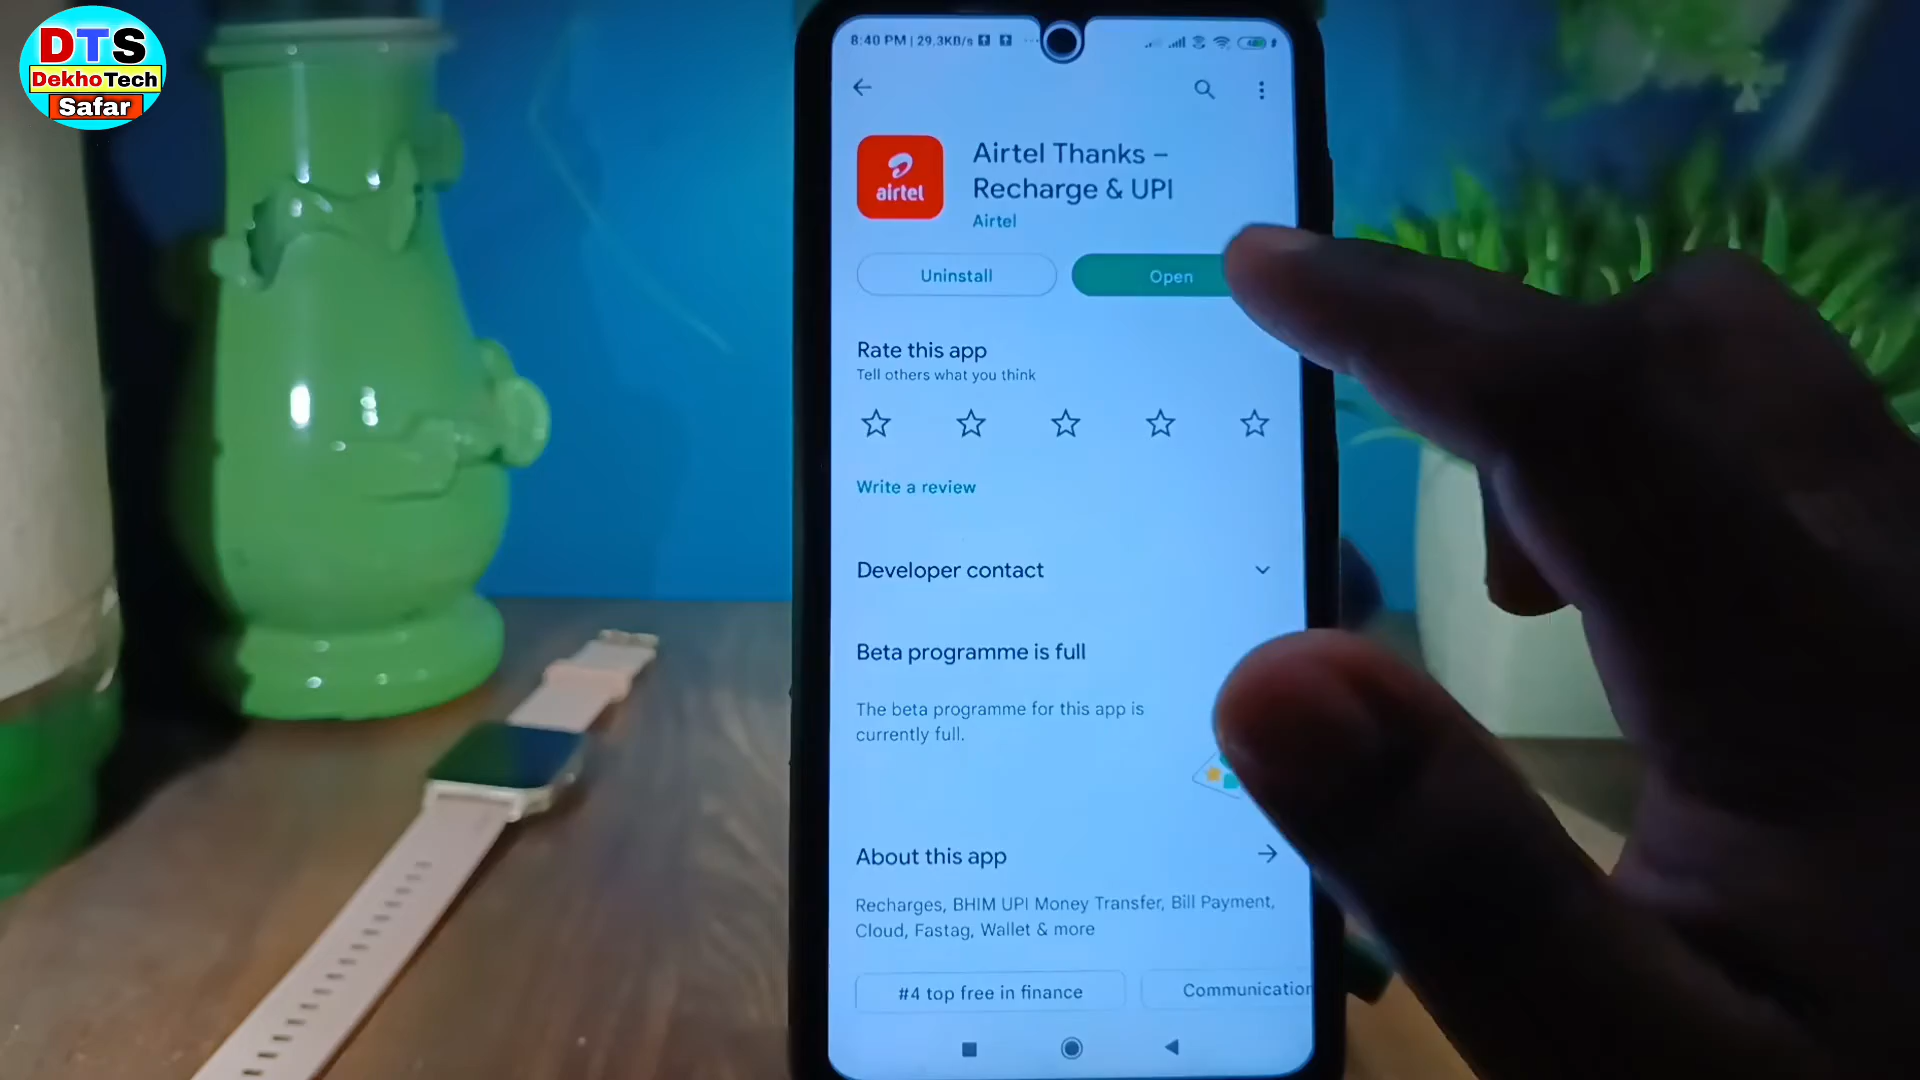 DTS
DekhoTech
Safar
8:40 PM | 29.3KB/s
airtel
Airtel Thanks –
Recharge & UPI
Airtel
Uninstall
Open
Rate this app
Tell others what you think
Write a review
Developer contact
Beta programme is full
The beta programme for this app is
currently full.
About this app
Recharges, BHIM UPI Money Transfer, Bill Payment,
Cloud, Fastag, Wallet & more
#4 top free in finance
Communication